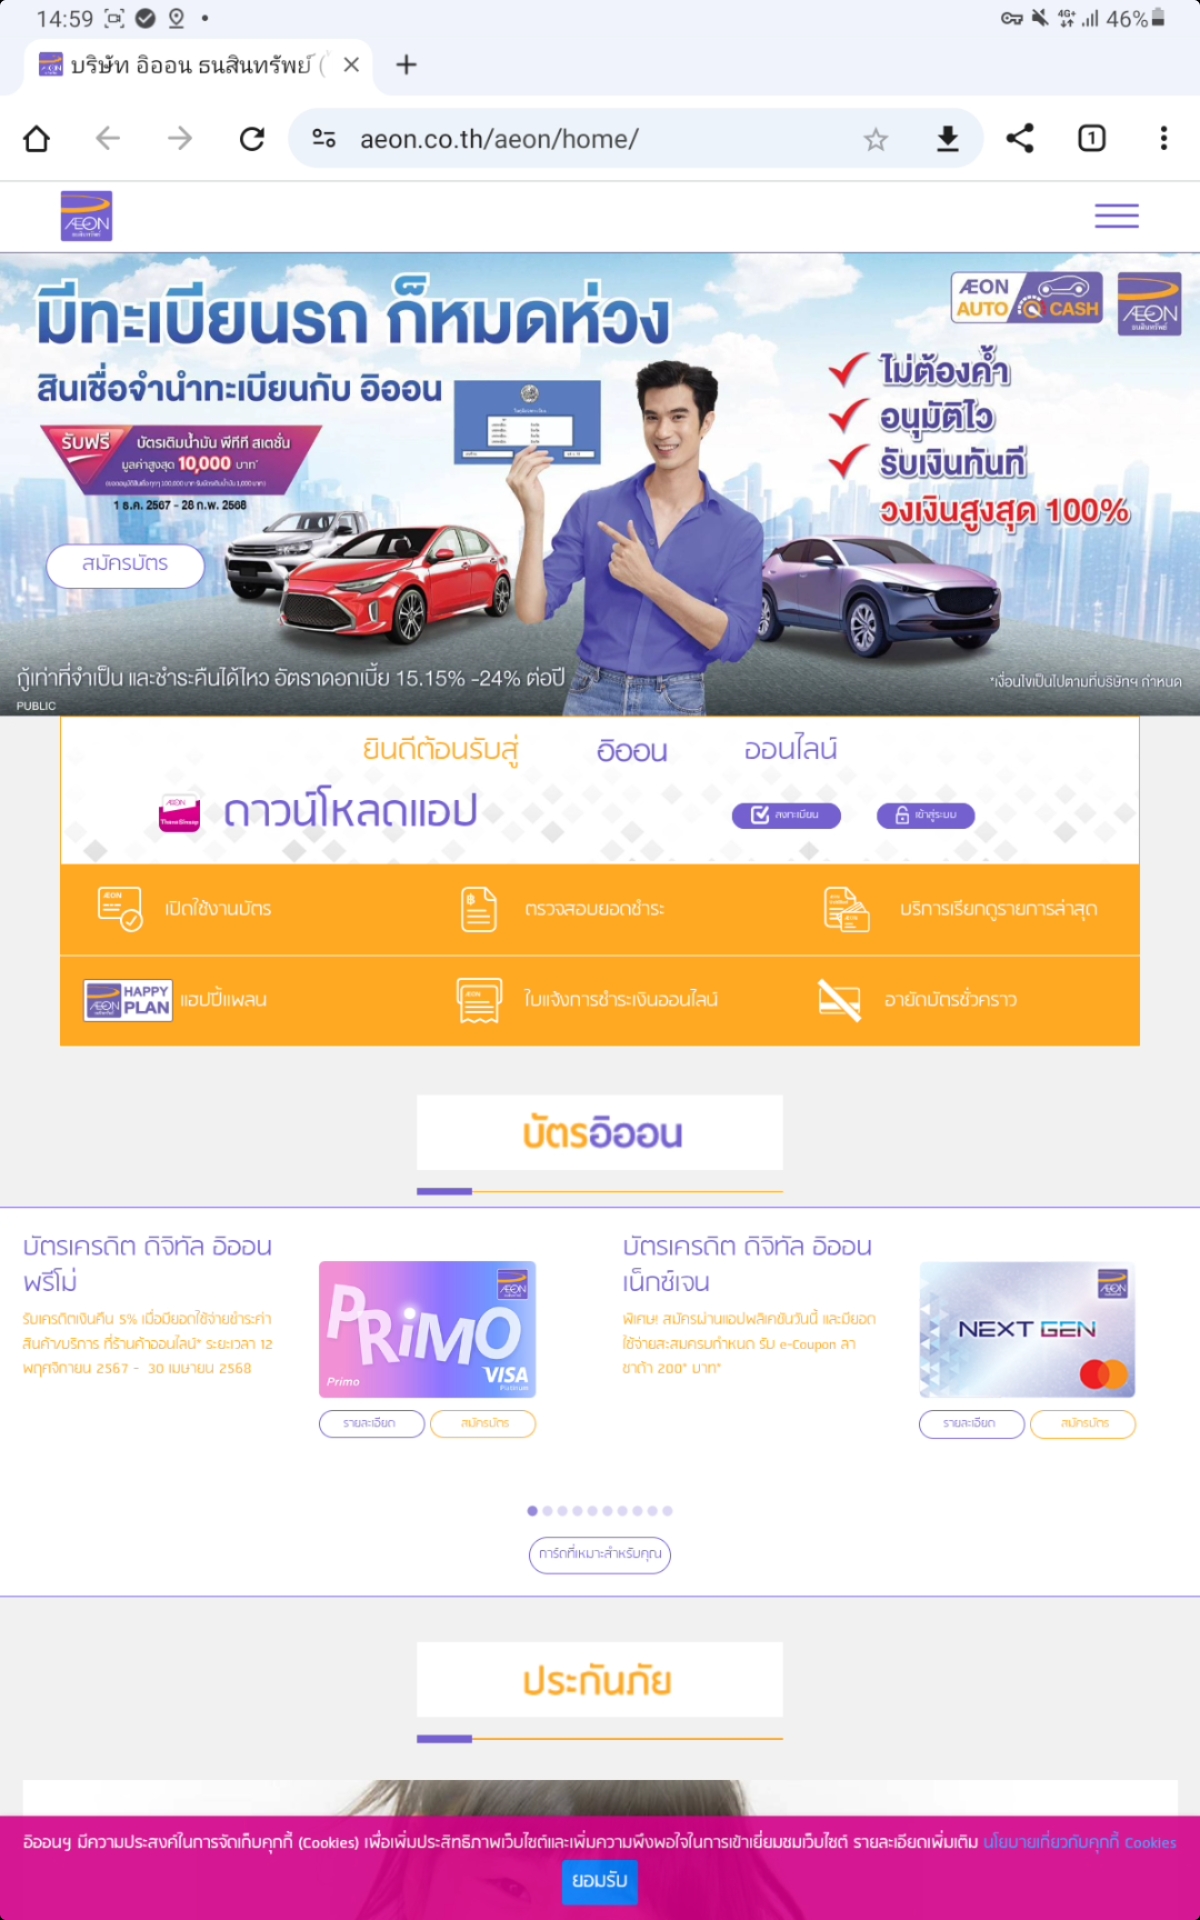 14:59
4G+ 46%
บริษัท อิออน ธนสินทรัพย์ (
aeon.co.th/aeon/home/
1
ÆON
ธนสินทรัพย์
มีทะเบียนรถ ก็หมดห่วง
สินเชื่อจำนำทะเบียนกับ อิออน
รับฟรี บัตรเติมน้ำมัน พีทีที สเตชั่น
มูลค่าสูงสุด 10,000 บาท*
1 ธ.ค. 2567 - 28 ก.พ. 2568
สมัครบัตร
ÆON
AUTO CASH
ÆON
ธนสินทรัพย์
ไม่ต้องค้ำ
อนุมัติไว
รับเงินทันที
วงเงินสูงสุด 100%
กู้เท่าที่จำเป็น และชำระคืนได้ไหว อัตราดอกเบี้ย 15.15% -24% ต่อปี
*เงื่อนไขเป็นไปตามที่บริษัทฯ กำหนด
PUBLIC
ยินดีต้อนรับสู่ อิออน ออนไลน์
ดาวน์โหลดแอป
ลงทะเบียน
เข้าสู่ระบบ
เปิดใช้งานบัตร
ตรวจสอบยอดชำระ
บริการเรียกดูรายการล่าสุด
ÆON HAPPY PLAN
แฮปปี้แพลน
ใบแจ้งการชำระเงินออนไลน์
อายัดบัตรชั่วคราว
บัตรอิออน
บัตรเครดิต ดิจิทัล อิออน
พรีโม่
รับเครดิตเงินคืน 5% เมื่อมียอดใช้จ่ายชำระค่า
สินค้า/บริการ ที่ร้านค้าออนไลน์* ระยะเวลา 12
พฤศจิกายน 2567 - 30 เมษายน 2568
ÆON
PRiMO
Primo
VISA
Platinum
รายละเอียด
สมัครบัตร
บัตรเครดิต ดิจิทัล อิออน
เน็กซ์เจน
พิเศษ! สมัครผ่านแอปพลิเคชันวันนี้ และมียอด
ใช้จ่ายสะสมครบกำหนด รับ e-Coupon ลา
ซาด้า 200* บาท*
ÆON
NEXT GEN
รายละเอียด
สมัครบัตร
การ์ดที่เหมาะสำหรับคุณ
ประกันภัย
อิออนฯ มีความประสงค์ในการจัดเก็บคุกกี้ (Cookies) เพื่อเพิ่มประสิทธิภาพเว็บไซต์และเพิ่มความพึงพอใจในการเข้าเยี่ยมชมเว็บไซต์ รายละเอียดเพิ่มเติม นโยบายเกี่ยวกับคุกกี้ Cookies
ยอมรับ